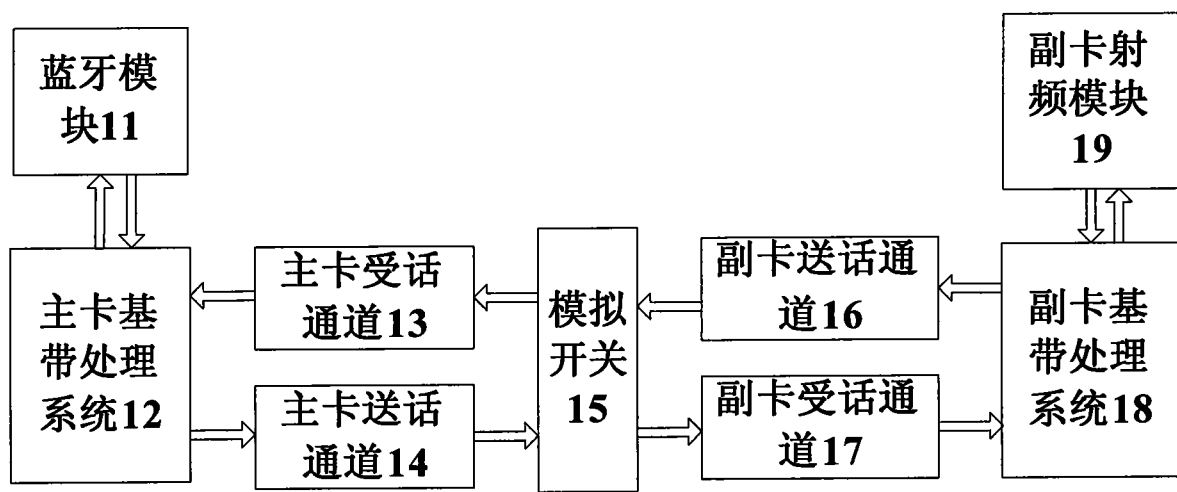 蓝牙模
块11
副卡射
频模块
19
主卡基
带处理
系统12
主卡受话
通道13
主卡送话
通道14
模拟
开关
15
副卡送话通
道16
副卡受话通
道17
副卡基
带处理
系统18